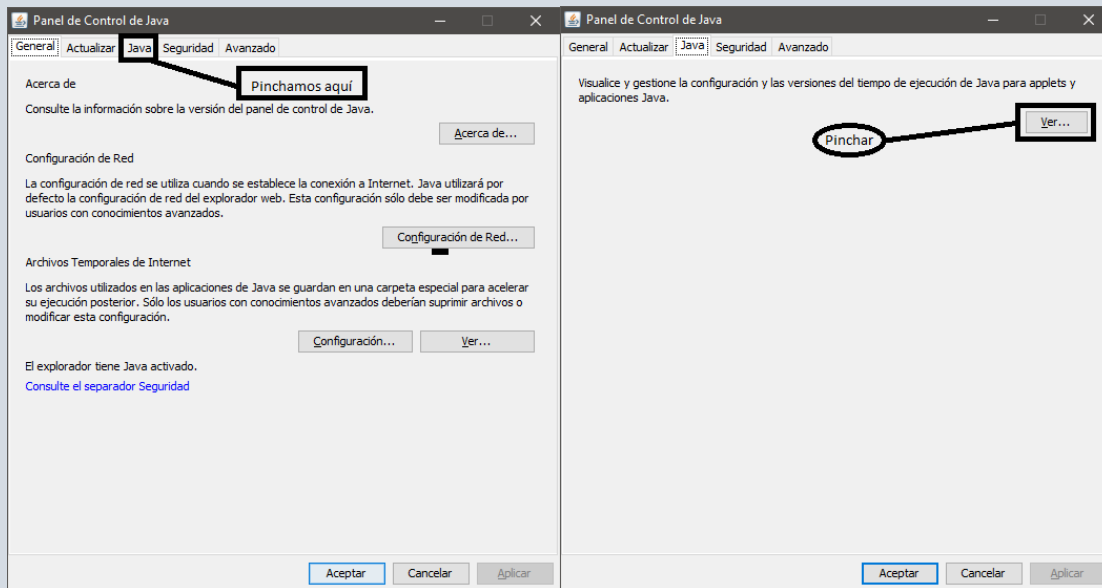 Panel de Control de Java
General Actualizar Java Seguridad Avanzado
Pinchamos aquí
Acerca de
Consulte la información sobre la versión del panel de control de Java.
Acerca de...
Configuración de Red
La configuración de red se utiliza cuando se establece la conexión a Internet. Java utilizará por
defecto la configuración de red del explorador web. Esta configuración sólo debe ser modificada por
usuarios con conocimientos avanzados.
Configuración de Red...
Archivos Temporales de Internet
Los archivos utilizados en las aplicaciones de Java se guardan en una carpeta especial para acelerar
su ejecución posterior. Sólo los usuarios con conocimientos avanzados deberían suprimir archivos o
modificar esta configuración.
Configuración... Ver...
El explorador tiene Java activado.
Consulte el separador Seguridad
Aceptar Cancelar Aplicar
Panel de Control de Java
General Actualizar Java Seguridad Avanzado
Visualice y gestione la configuración y las versiones del tiempo de ejecución de Java para applets y
aplicaciones Java.
Ver...
Pinchar
Aceptar Cancelar Aplicar